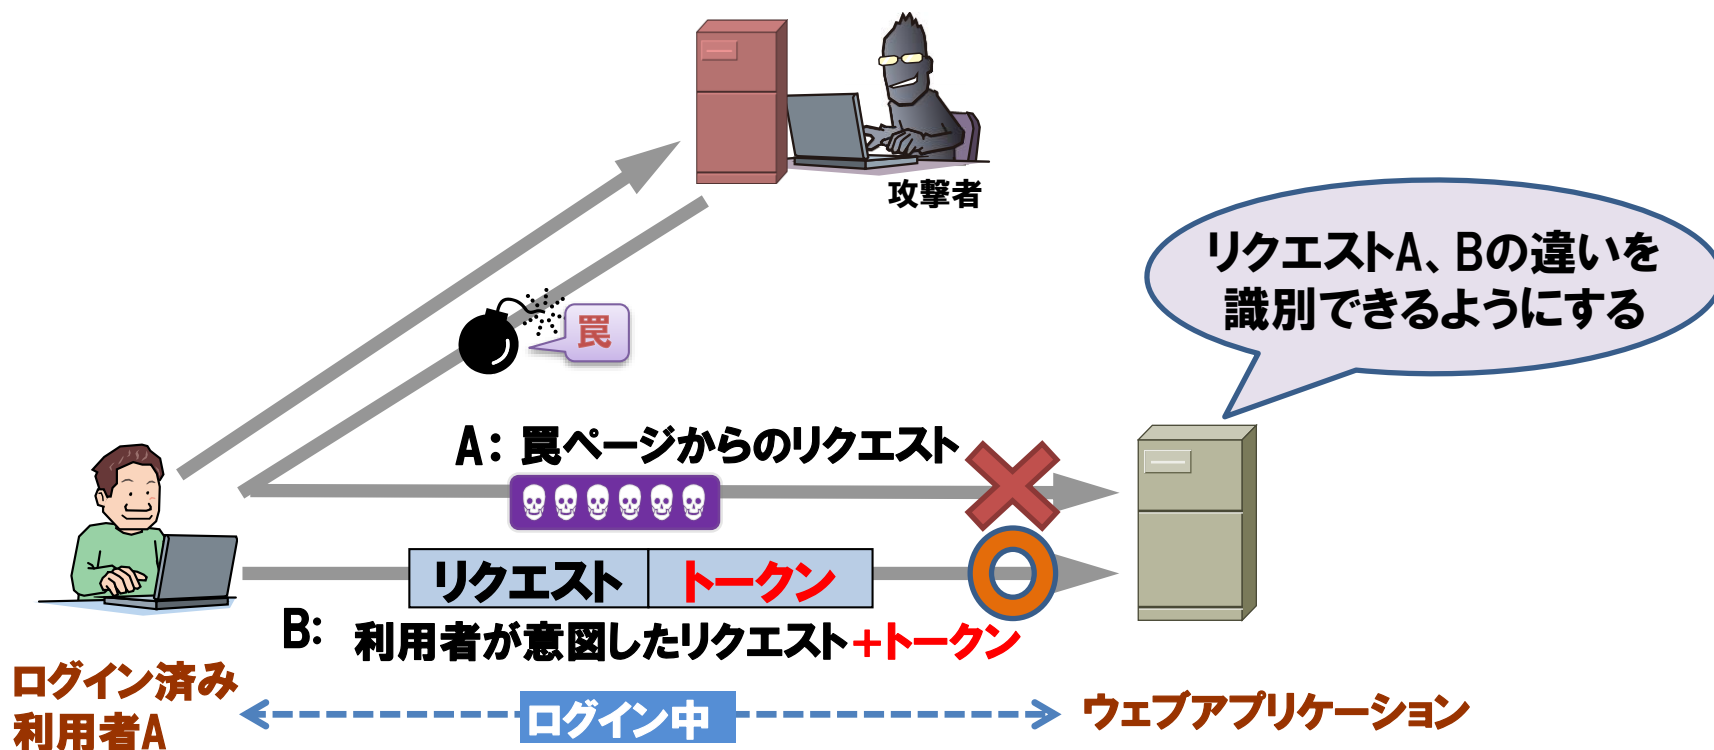 攻撃者
リクエストA、Bの違いを
識別できるようにする
罠
A: 罠ページからのリクエスト
リクエスト トークン
B: 利用者が意図したリクエスト+トークン
ログイン済み
利用者A
ログイン中
ウェブアプリケーション